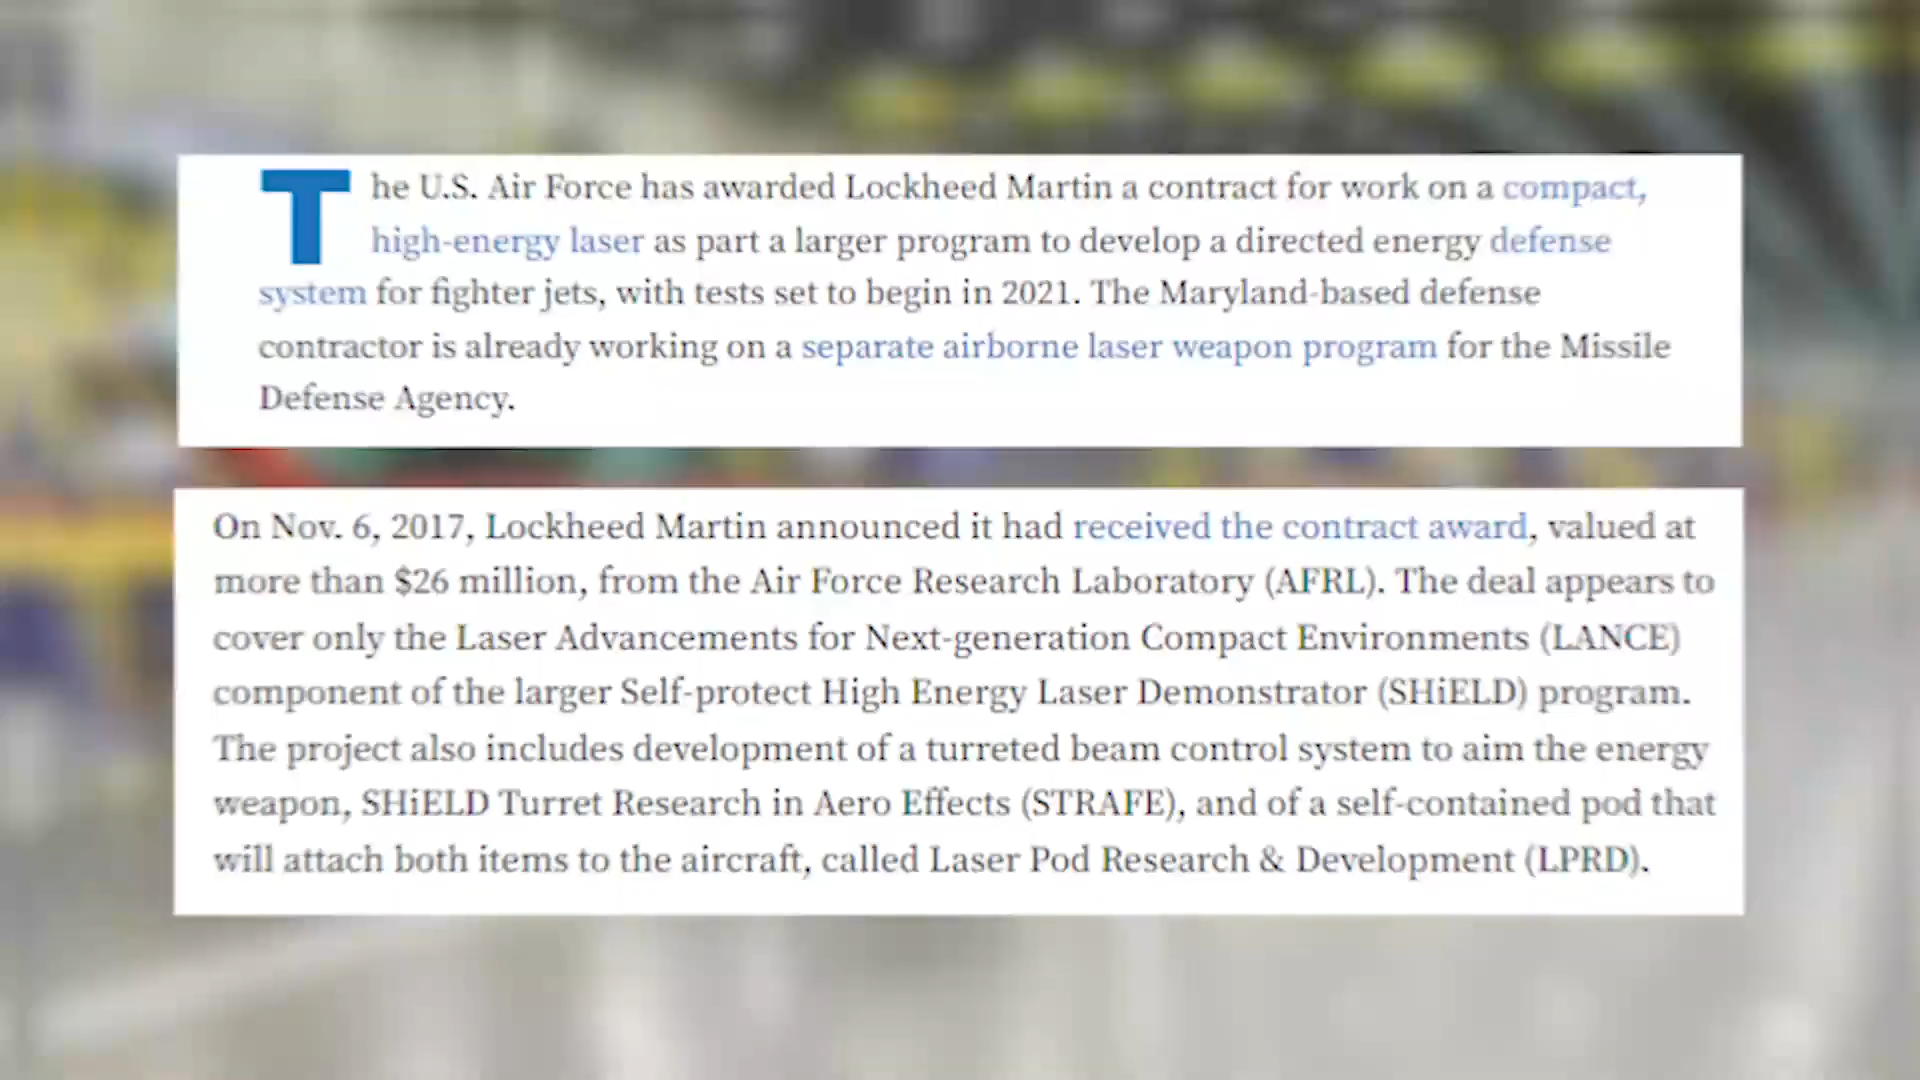 The U.S. Air Force has awarded Lockheed Martin a contract for work on a compact,
high-energy laser as part a larger program to develop a directed energy defense
system for fighter jets, with tests set to begin in 2021. The Maryland-based defense
contractor is already working on a separate airborne laser weapon program for the Missile
Defense Agency.
On Nov. 6, 2017, Lockheed Martin announced it had received the contract award, valued at
more than $26 million, from the Air Force Research Laboratory (AFRL). The deal appears to
cover only the Laser Advancements for Next-generation Compact Environments (LANCE)
component of the larger Self-protect High Energy Laser Demonstrator (SHiELD) program.
The project also includes development of a turreted beam control system to aim the energy
weapon, SHiELD Turret Research in Aero Effects (STRAFE), and of a self-contained pod that
will attach both items to the aircraft, called Laser Pod Research & Development (LPRD).